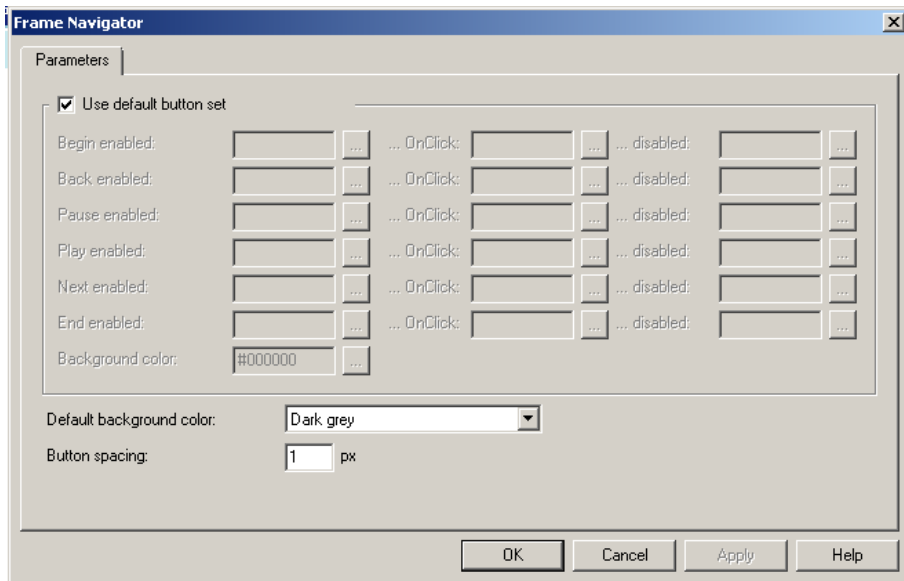 Frame Navigator
Parameters
Use default button set
Begin enabled: ... ... OnClick: ... ... disabled: ...
Back enabled: ... ... OnClick: ... ... disabled: ...
Pause enabled: ... ... OnClick: ... ... disabled: ...
Play enabled: ... ... OnClick: ... ... disabled: ...
Next enabled: ... ... OnClick: ... ... disabled: ...
End enabled: ... ... OnClick: ... ... disabled: ...
Background color: #000000 ...
Default background color: Dark grey
Button spacing: 1 px
OK Cancel Apply Help